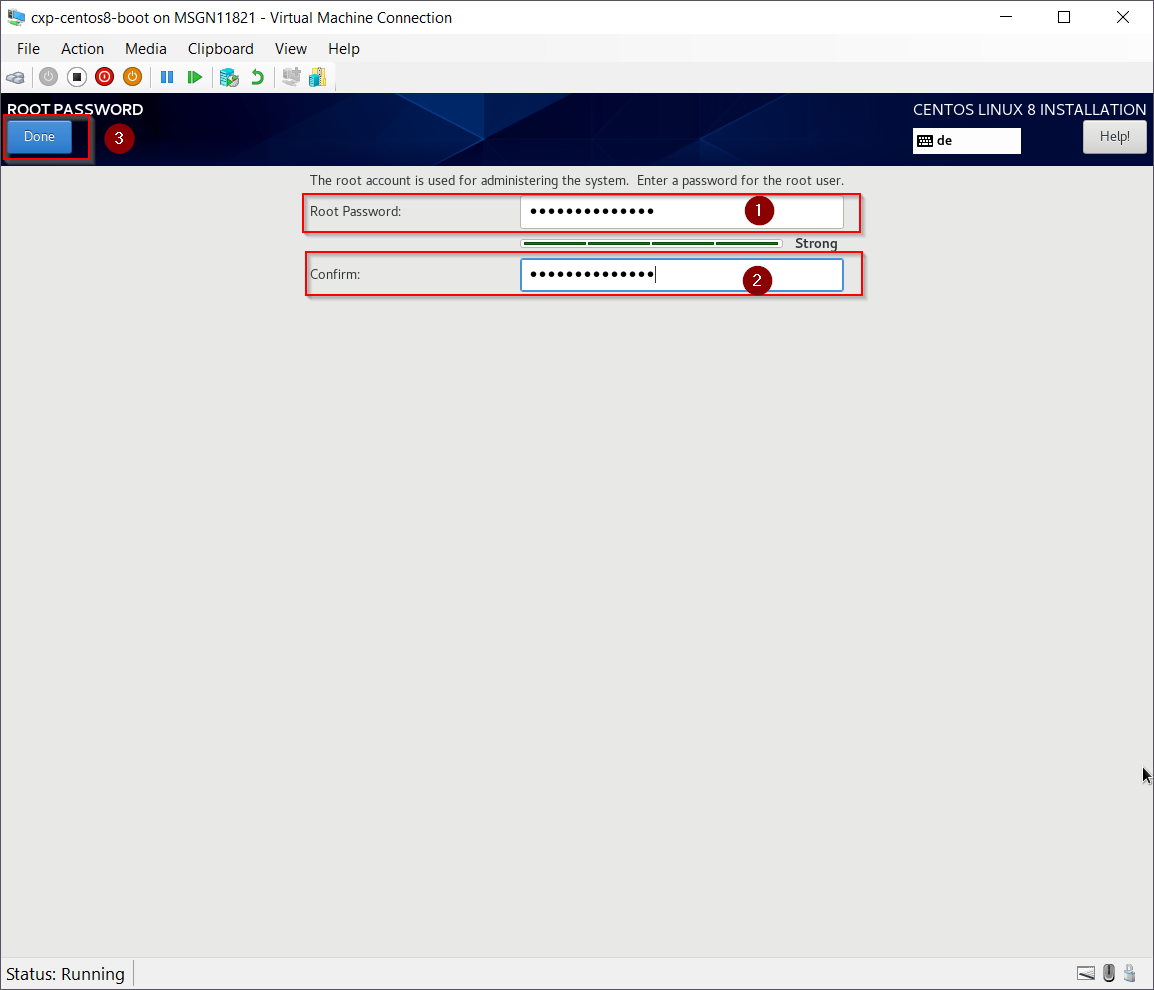 cxp-centos8-boot on MSGN11821 - Virtual Machine Connection
File Action Media Clipboard View Help
ROOT PASSWORD
CENTOS LINUX 8 INSTALLATION
Done
3
de
Help!
The root account is used for administering the system.  Enter a password for the root user.
Root Password:
●●●●●●●●●●●●●●
1
Strong
Confirm:
●●●●●●●●●●●●●●
2
Status: Running